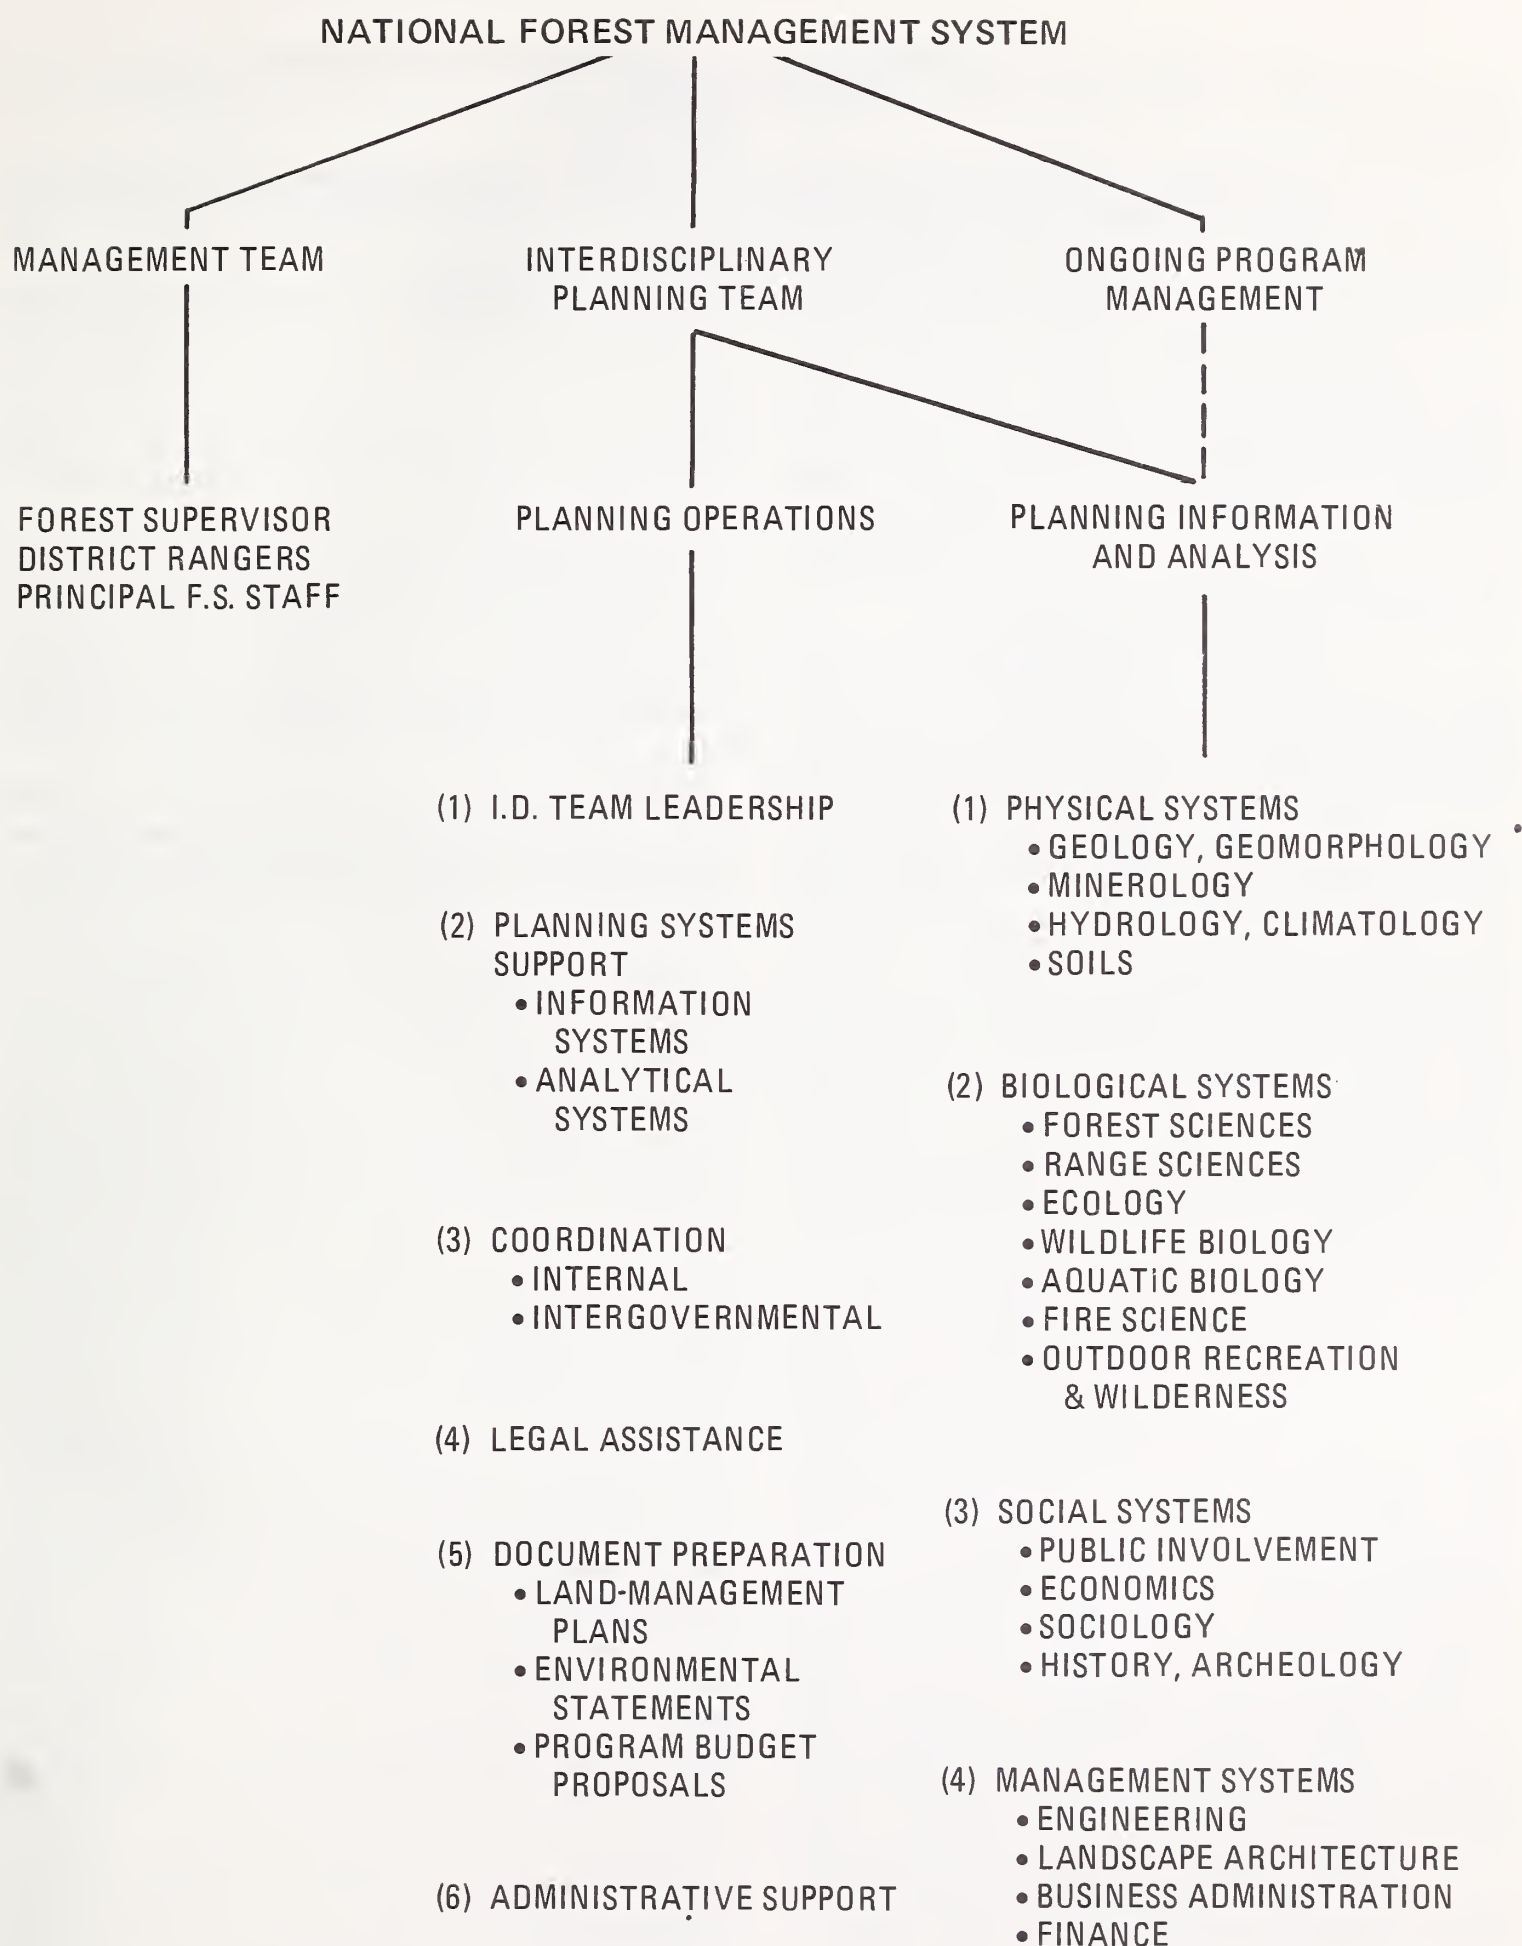 NATIONAL FOREST MANAGEMENT SYSTEM
MANAGEMENT TEAM
INTERDISCIPLINARY
PLANNING TEAM
ONGOING PROGRAM
MANAGEMENT
FOREST SUPERVISOR
DISTRICT RANGERS
PRINCIPAL F.S. STAFF
PLANNING OPERATIONS
PLANNING INFORMATION
AND ANALYSIS
(1) I.D. TEAM LEADERSHIP
(2) PLANNING SYSTEMS
SUPPORT
• INFORMATION
SYSTEMS
• ANALYTICAL
SYSTEMS
(3) COORDINATION
• INTERNAL
• INTERGOVERNMENTAL
(4) LEGAL ASSISTANCE
(5) DOCUMENT PREPARATION
• LAND-MANAGEMENT
PLANS
• ENVIRONMENTAL
STATEMENTS
• PROGRAM BUDGET
PROPOSALS
(6) ADMINISTRATIVE SUPPORT
(1) PHYSICAL SYSTEMS
• GEOLOGY, GEOMORPHOLOGY
• MINEROLOGY
• HYDROLOGY, CLIMATOLOGY
• SOILS
(2) BIOLOGICAL SYSTEMS
• FOREST SCIENCES
• RANGE SCIENCES
• ECOLOGY
• WILDLIFE BIOLOGY
• AQUATIC BIOLOGY
• FIRE SCIENCE
• OUTDOOR RECREATION
& WILDERNESS
(3) SOCIAL SYSTEMS
• PUBLIC INVOLVEMENT
• ECONOMICS
• SOCIOLOGY
• HISTORY, ARCHEOLOGY
(4) MANAGEMENT SYSTEMS
• ENGINEERING
• LANDSCAPE ARCHITECTURE
• BUSINESS ADMINISTRATION
• FINANCE